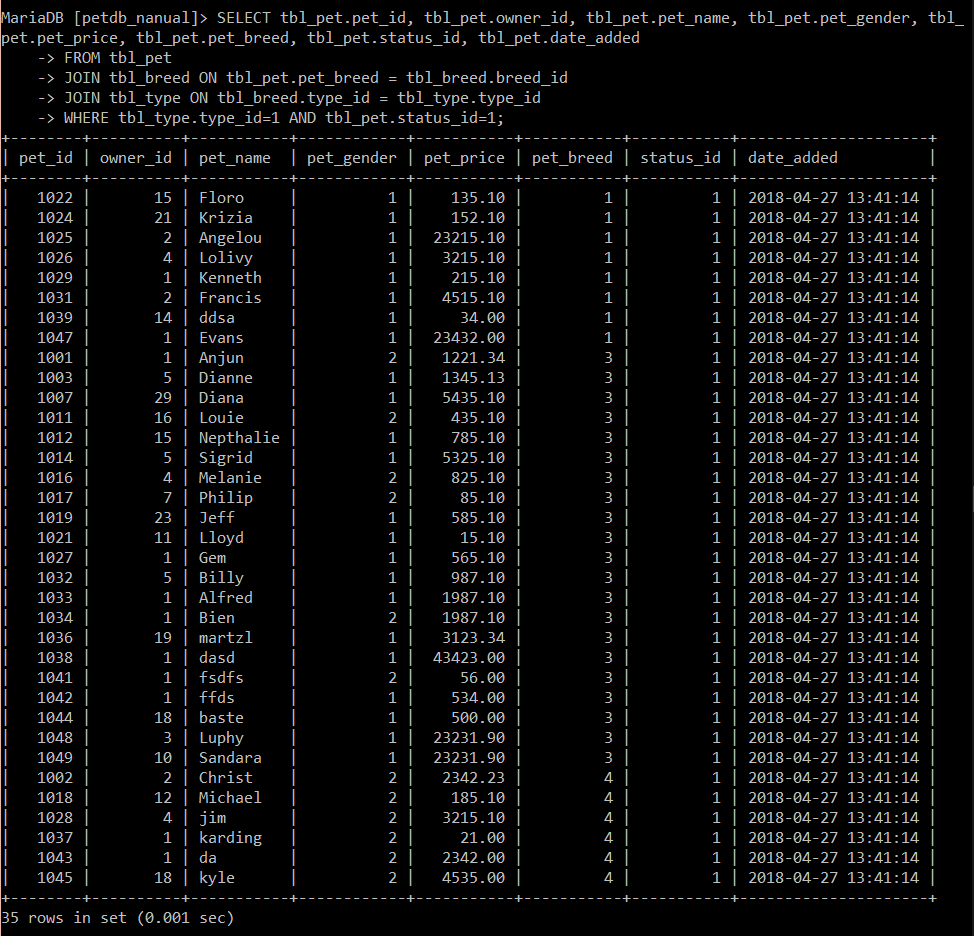 MariaDB [petdb_nanual]> SELECT tbl_pet.pet_id, tbl_pet.owner_id, tbl_pet.pet_name, tbl_pet.pet_gender, tbl_
pet.pet_price, tbl_pet.pet_breed, tbl_pet.status_id, tbl_pet.date_added
    -> FROM tbl_pet
    -> JOIN tbl_breed ON tbl_pet.pet_breed = tbl_breed.breed_id
    -> JOIN tbl_type ON tbl_breed.type_id = tbl_type.type_id
    -> WHERE tbl_type.type_id=1 AND tbl_pet.status_id=1;
+--------+----------+-----------+------------+-----------+-----------+-----------+---------------------+
| pet_id | owner_id | pet_name  | pet_gender | pet_price | pet_breed | status_id | date_added          |
+--------+----------+-----------+------------+-----------+-----------+-----------+---------------------+
|   1022 |       15 | Floro     |          1 |    135.10 |         1 |         1 | 2018-04-27 13:41:14 |
|   1024 |       21 | Krizia    |          1 |    152.10 |         1 |         1 | 2018-04-27 13:41:14 |
|   1025 |        2 | Angelou   |          1 |  23215.10 |         1 |         1 | 2018-04-27 13:41:14 |
|   1026 |        4 | Lolivy    |          1 |   3215.10 |         1 |         1 | 2018-04-27 13:41:14 |
|   1029 |        1 | Kenneth   |          1 |    215.10 |         1 |         1 | 2018-04-27 13:41:14 |
|   1031 |        2 | Francis   |          1 |   4515.10 |         1 |         1 | 2018-04-27 13:41:14 |
|   1039 |       14 | ddsa      |          1 |     34.00 |         1 |         1 | 2018-04-27 13:41:14 |
|   1047 |        1 | Evans     |          1 |  23432.00 |         1 |         1 | 2018-04-27 13:41:14 |
|   1001 |        1 | Anjun     |          2 |   1221.34 |         3 |         1 | 2018-04-27 13:41:14 |
|   1003 |        5 | Dianne    |          1 |   1345.13 |         3 |         1 | 2018-04-27 13:41:14 |
|   1007 |       29 | Diana     |          1 |   5435.10 |         3 |         1 | 2018-04-27 13:41:14 |
|   1011 |       16 | Louie     |          2 |    435.10 |         3 |         1 | 2018-04-27 13:41:14 |
|   1012 |       15 | Nepthalie |          1 |    785.10 |         3 |         1 | 2018-04-27 13:41:14 |
|   1014 |        5 | Sigrid    |          1 |   5325.10 |         3 |         1 | 2018-04-27 13:41:14 |
|   1016 |        4 | Melanie   |          2 |    825.10 |         3 |         1 | 2018-04-27 13:41:14 |
|   1017 |        7 | Philip    |          2 |     85.10 |         3 |         1 | 2018-04-27 13:41:14 |
|   1019 |       23 | Jeff      |          1 |    585.10 |         3 |         1 | 2018-04-27 13:41:14 |
|   1021 |       11 | Lloyd     |          1 |     15.10 |         3 |         1 | 2018-04-27 13:41:14 |
|   1027 |        1 | Gem       |          1 |    565.10 |         3 |         1 | 2018-04-27 13:41:14 |
|   1032 |        5 | Billy     |          1 |    987.10 |         3 |         1 | 2018-04-27 13:41:14 |
|   1033 |        1 | Alfred    |          1 |   1987.10 |         3 |         1 | 2018-04-27 13:41:14 |
|   1034 |        1 | Bien      |          2 |   1987.10 |         3 |         1 | 2018-04-27 13:41:14 |
|   1036 |       19 | martzl    |          1 |   3123.34 |         3 |         1 | 2018-04-27 13:41:14 |
|   1038 |        1 | dasd      |          1 |  43423.00 |         3 |         1 | 2018-04-27 13:41:14 |
|   1041 |        1 | fsdfs     |          2 |     56.00 |         3 |         1 | 2018-04-27 13:41:14 |
|   1042 |        1 | ffds      |          1 |    534.00 |         3 |         1 | 2018-04-27 13:41:14 |
|   1044 |       18 | baste     |          1 |    500.00 |         3 |         1 | 2018-04-27 13:41:14 |
|   1048 |        3 | Luphy     |          1 |  23231.90 |         3 |         1 | 2018-04-27 13:41:14 |
|   1049 |       10 | Sandara   |          1 |  23231.90 |         3 |         1 | 2018-04-27 13:41:14 |
|   1002 |        2 | Christ    |          2 |   2342.23 |         4 |         1 | 2018-04-27 13:41:14 |
|   1018 |       12 | Michael   |          2 |    185.10 |         4 |         1 | 2018-04-27 13:41:14 |
|   1028 |        4 | jim       |          2 |   3215.10 |         4 |         1 | 2018-04-27 13:41:14 |
|   1037 |        1 | karding   |          2 |     21.00 |         4 |         1 | 2018-04-27 13:41:14 |
|   1043 |        1 | da        |          2 |   2342.00 |         4 |         1 | 2018-04-27 13:41:14 |
|   1045 |       18 | kyle      |          2 |   4535.00 |         4 |         1 | 2018-04-27 13:41:14 |
+--------+----------+-----------+------------+-----------+-----------+-----------+---------------------+
35 rows in set (0.001 sec)